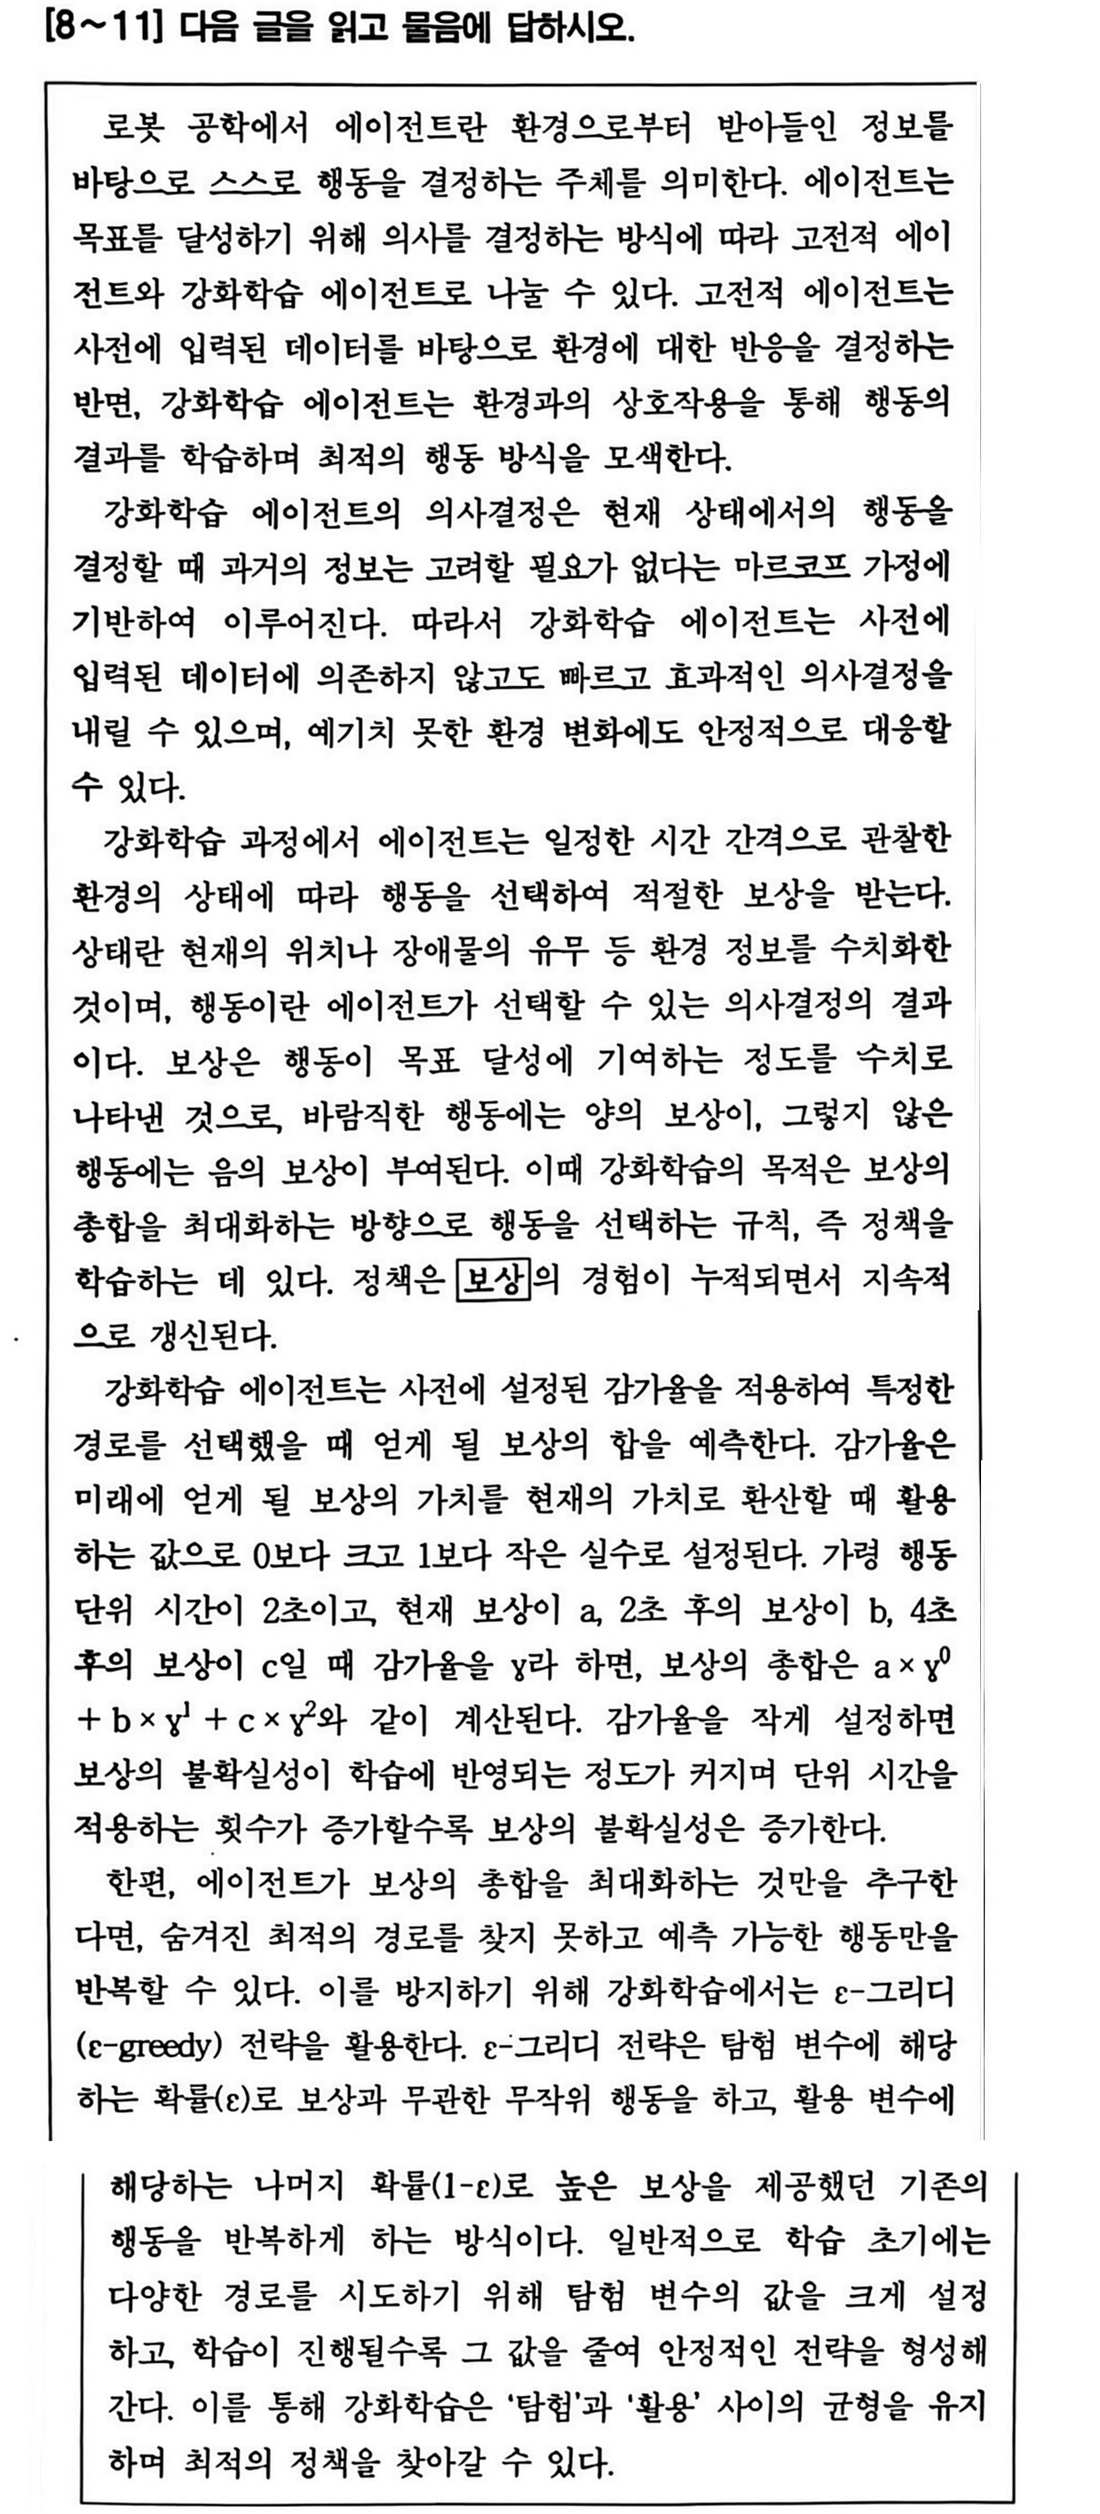 [8~11] 다음 글을 읽고 물음에 답하시오.
로봇 공학에서 에이전트란 환경으로부터 받아들인 정보를
바탕으로 스스로 행동을 결정하는 주체를 의미한다. 에이전트는
목표를 달성하기 위해 의사를 결정하는 방식에 따라 고전적 에이
전트와 강화학습 에이전트로 나눌 수 있다. 고전적 에이전트는
사전에 입력된 데이터를 바탕으로 환경에 대한 반응을 결정하는
반면, 강화학습 에이전트는 환경과의 상호작용을 통해 행동의
결과를 학습하며 최적의 행동 방식을 모색한다.
강화학습 에이전트의 의사결정은 현재 상태에서의 행동을
결정할 때 과거의 정보는 고려할 필요가 없다는 마르코프 가정에
기반하여 이루어진다. 따라서 강화학습 에이전트는 사전에
입력된 데이터에 의존하지 않고도 빠르고 효과적인 의사결정을
내릴 수 있으며, 예기치 못한 환경 변화에도 안정적으로 대응할
수 있다.
강화학습 과정에서 에이전트는 일정한 시간 간격으로 관찰한
환경의 상태에 따라 행동을 선택하여 적절한 보상을 받는다.
상태란 현재의 위치나 장애물의 유무 등 환경 정보를 수치화한
것이며, 행동이란 에이전트가 선택할 수 있는 의사결정의 결과
이다. 보상은 행동이 목표 달성에 기여하는 정도를 수치로
나타낸 것으로, 바람직한 행동에는 양의 보상이, 그렇지 않은
행동에는 음의 보상이 부여된다. 이때 강화학습의 목적은 보상의
총합을 최대화하는 방향으로 행동을 선택하는 규칙, 즉 정책을
학습하는 데 있다. 정책은 보상의 경험이 누적되면서 지속적
으로 갱신된다.
강화학습 에이전트는 사전에 설정된 감가율을 적용하여 특정한
경로를 선택했을 때 얻게 될 보상의 합을 예측한다. 감가율은
미래에 얻게 될 보상의 가치를 현재의 가치로 환산할 때 활용
하는 값으로 0보다 크고 1보다 작은 실수로 설정된다. 가령 행동
단위 시간이 2초이고, 현재 보상이 a, 2초 후의 보상이 b, 4초
후의 보상이 c일 때 감가율을 γ라 하면, 보상의 총합은 a×γ⁰
+b×γ¹+c×γ²와 같이 계산된다. 감가율을 작게 설정하면
보상의 불확실성이 학습에 반영되는 정도가 커지며 단위 시간을
적용하는 횟수가 증가할수록 보상의 불확실성은 증가한다.
한편, 에이전트가 보상의 총합을 최대화하는 것만을 추구한
다면, 숨겨진 최적의 경로를 찾지 못하고 예측 가능한 행동만을
반복할 수 있다. 이를 방지하기 위해 강화학습에서는 ε-그리디
(ε-greedy) 전략을 활용한다. ε-그리디 전략은 탐험 변수에 해당
하는 확률(ε)로 보상과 무관한 무작위 행동을 하고, 활용 변수에
해당하는 나머지 확률(1-ε)로 높은 보상을 제공했던 기존의
행동을 반복하게 하는 방식이다. 일반적으로 학습 초기에는
다양한 경로를 시도하기 위해 탐험 변수의 값을 크게 설정
하고, 학습이 진행될수록 그 값을 줄여 안정적인 전략을 형성해
간다. 이를 통해 강화학습은 '탐험'과 '활용' 사이의 균형을 유지
하며 최적의 정책을 찾아갈 수 있다.